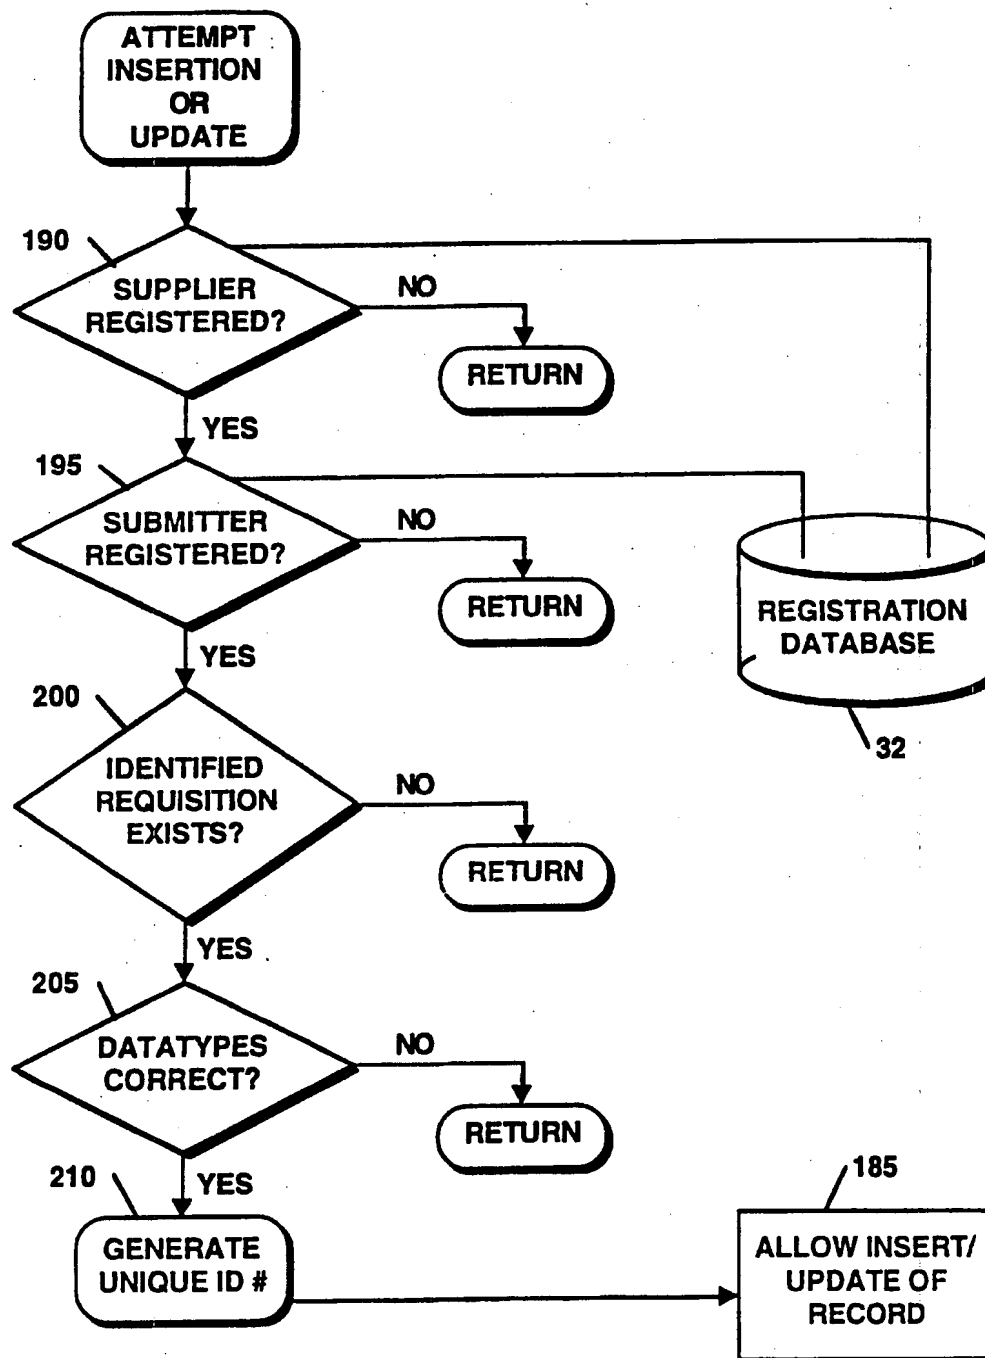 ATTEMPT
INSERTION
OR
UPDATE
190
SUPPLIER
REGISTERED?
NO
RETURN
YES
195
SUBMITTER
REGISTERED?
NO
RETURN
REGISTRATION
DATABASE
32
YES
200
IDENTIFIED
REQUISITION
EXISTS?
NO
RETURN
YES
205
DATATYPES
CORRECT?
NO
RETURN
YES
210
GENERATE
UNIQUE ID #
185
ALLOW INSERT/
UPDATE OF
RECORD